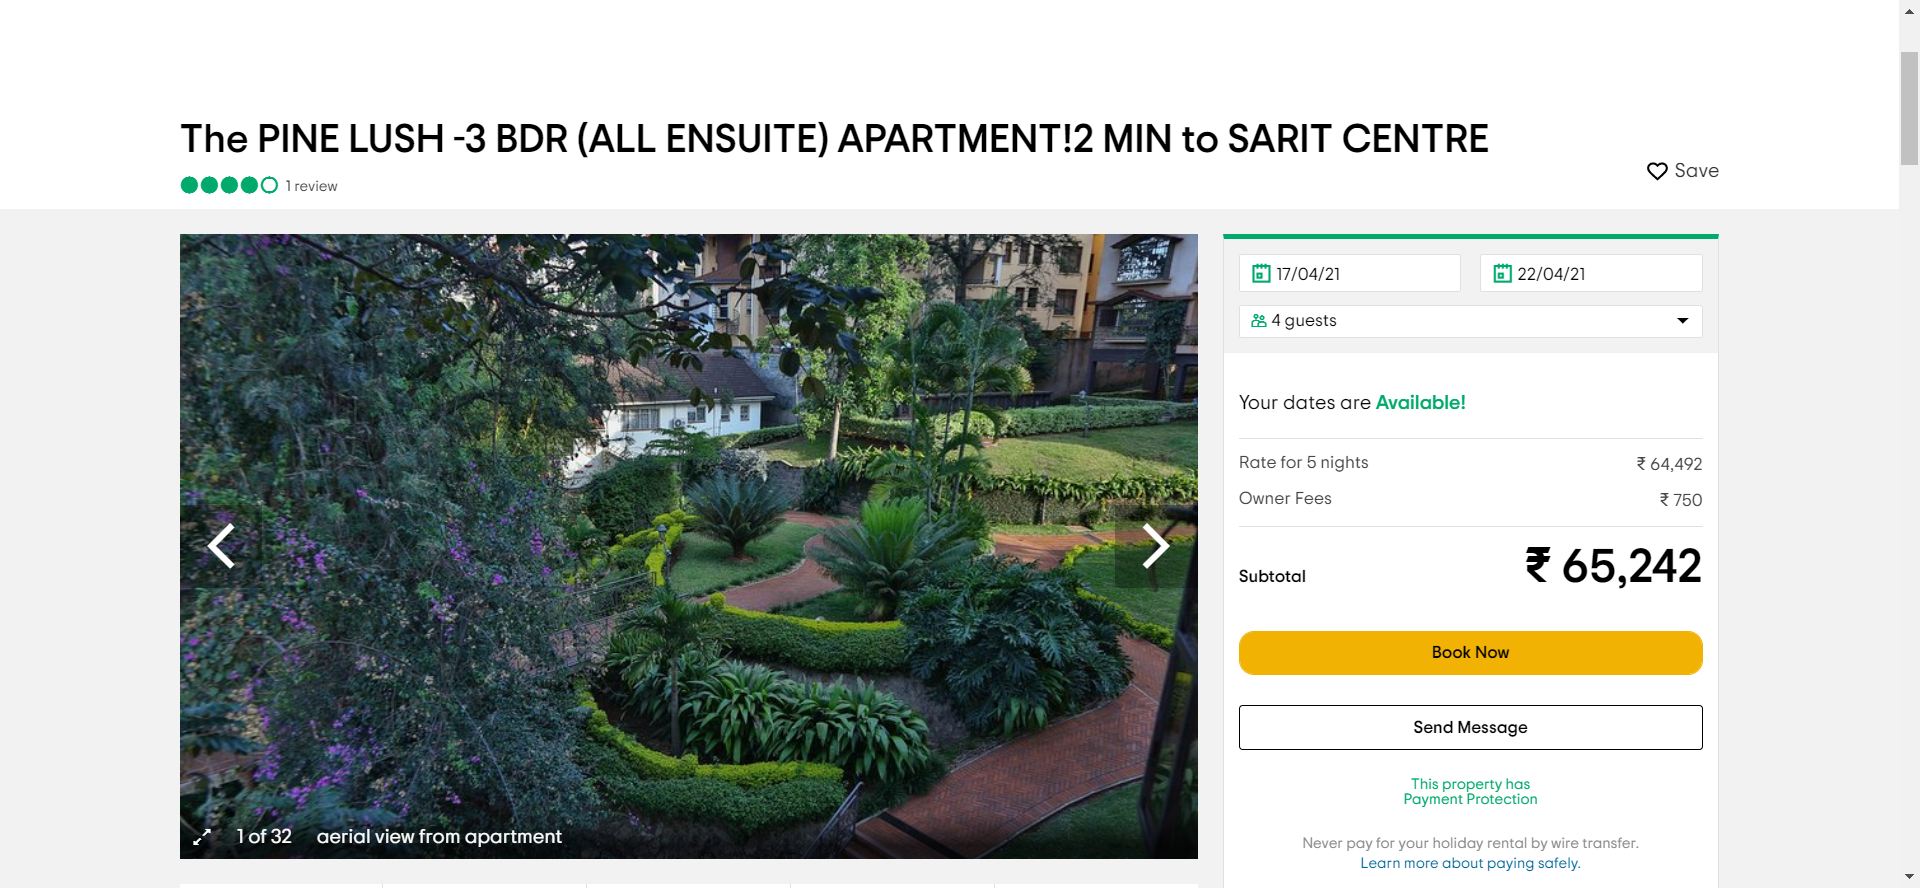 The PINE LUSH -3 BDR (ALL ENSUITE) APARTMENT!2 MIN to SARIT CENTRE
1 review
Save
17/04/21
22/04/21
4 guests
Your dates are Available!
Rate for 5 nights
₹ 64,492
Owner Fees
₹ 750
Subtotal
₹ 65,242
Book Now
Send Message
This property has
Payment Protection
Never pay for your holiday rental by wire transfer.
Learn more about paying safely.
1 of 32
aerial view from apartment